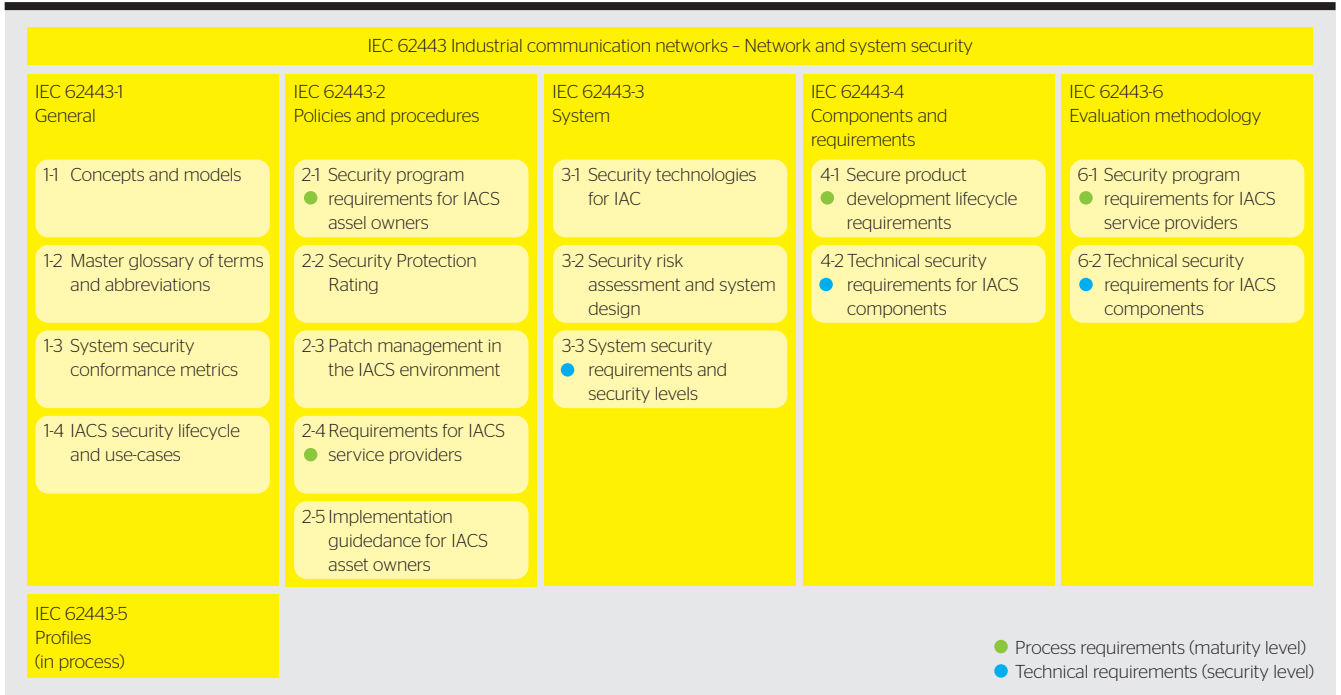 IEC 62443 Industrial communication networks – Network and system security
IEC 62443-1
General
1-1 Concepts and models
1-2 Master glossary of terms
and abbreviations
1-3 System security
conformance metrics
1-4 IACS security lifecycle
and use-cases
IEC 62443-2
Policies and procedures
2-1 Security program
requirements for IACS
assel owners
2-2 Security Protection
Rating
2-3 Patch management in
the IACS environment
2-4 Requirements for IACS
service providers
2-5 Implementation
guidedance for IACS
asset owners
IEC 62443-3
System
3-1 Security technologies
for IAC
3-2 Security risk
assessment and system
design
3-3 System security
requirements and
security levels
IEC 62443-4
Components and
requirements
4-1 Secure product
development lifecycle
requirements
4-2 Technical security
requirements for IACS
components
IEC 62443-6
Evaluation methodology
6-1 Security program
requirements for IACS
service providers
6-2 Technical security
requirements for IACS
components
IEC 62443-5
Profiles
(in process)
Process requirements (maturity level)
Technical requirements (security level)